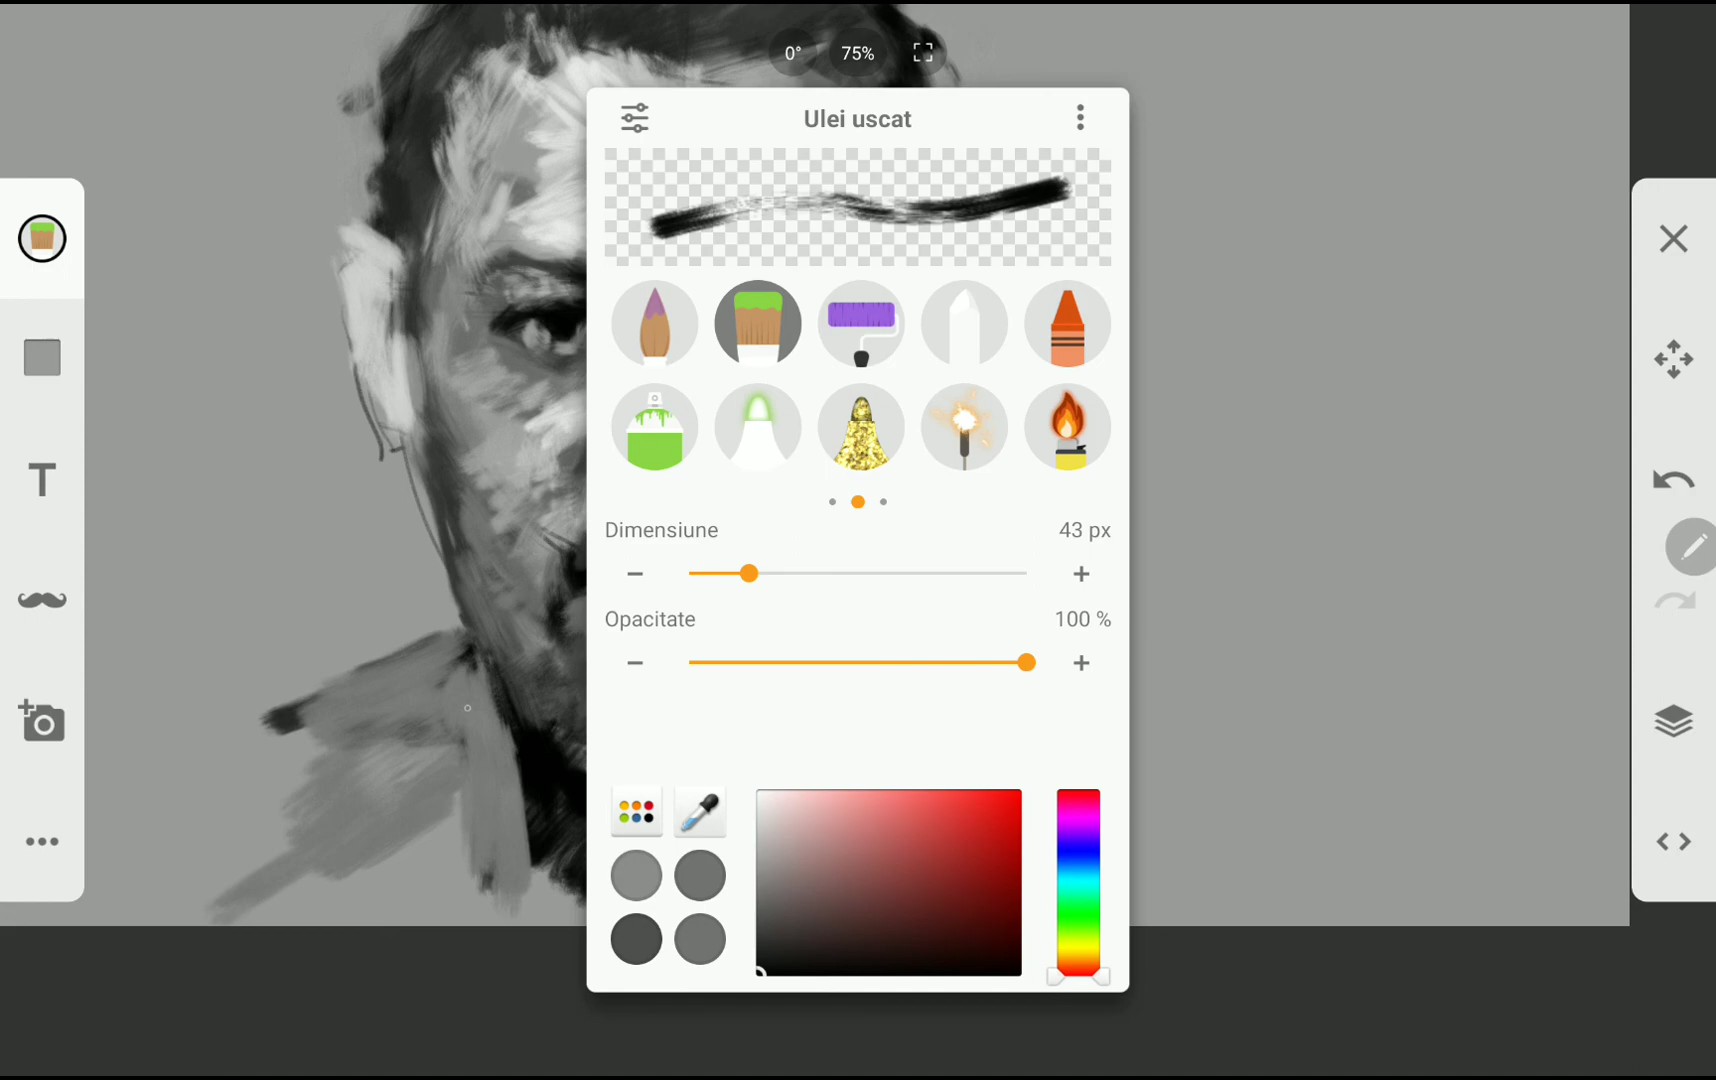 0°
75%
Ulei uscat
Dimensiune
43 px
Opacitate
100 %
T